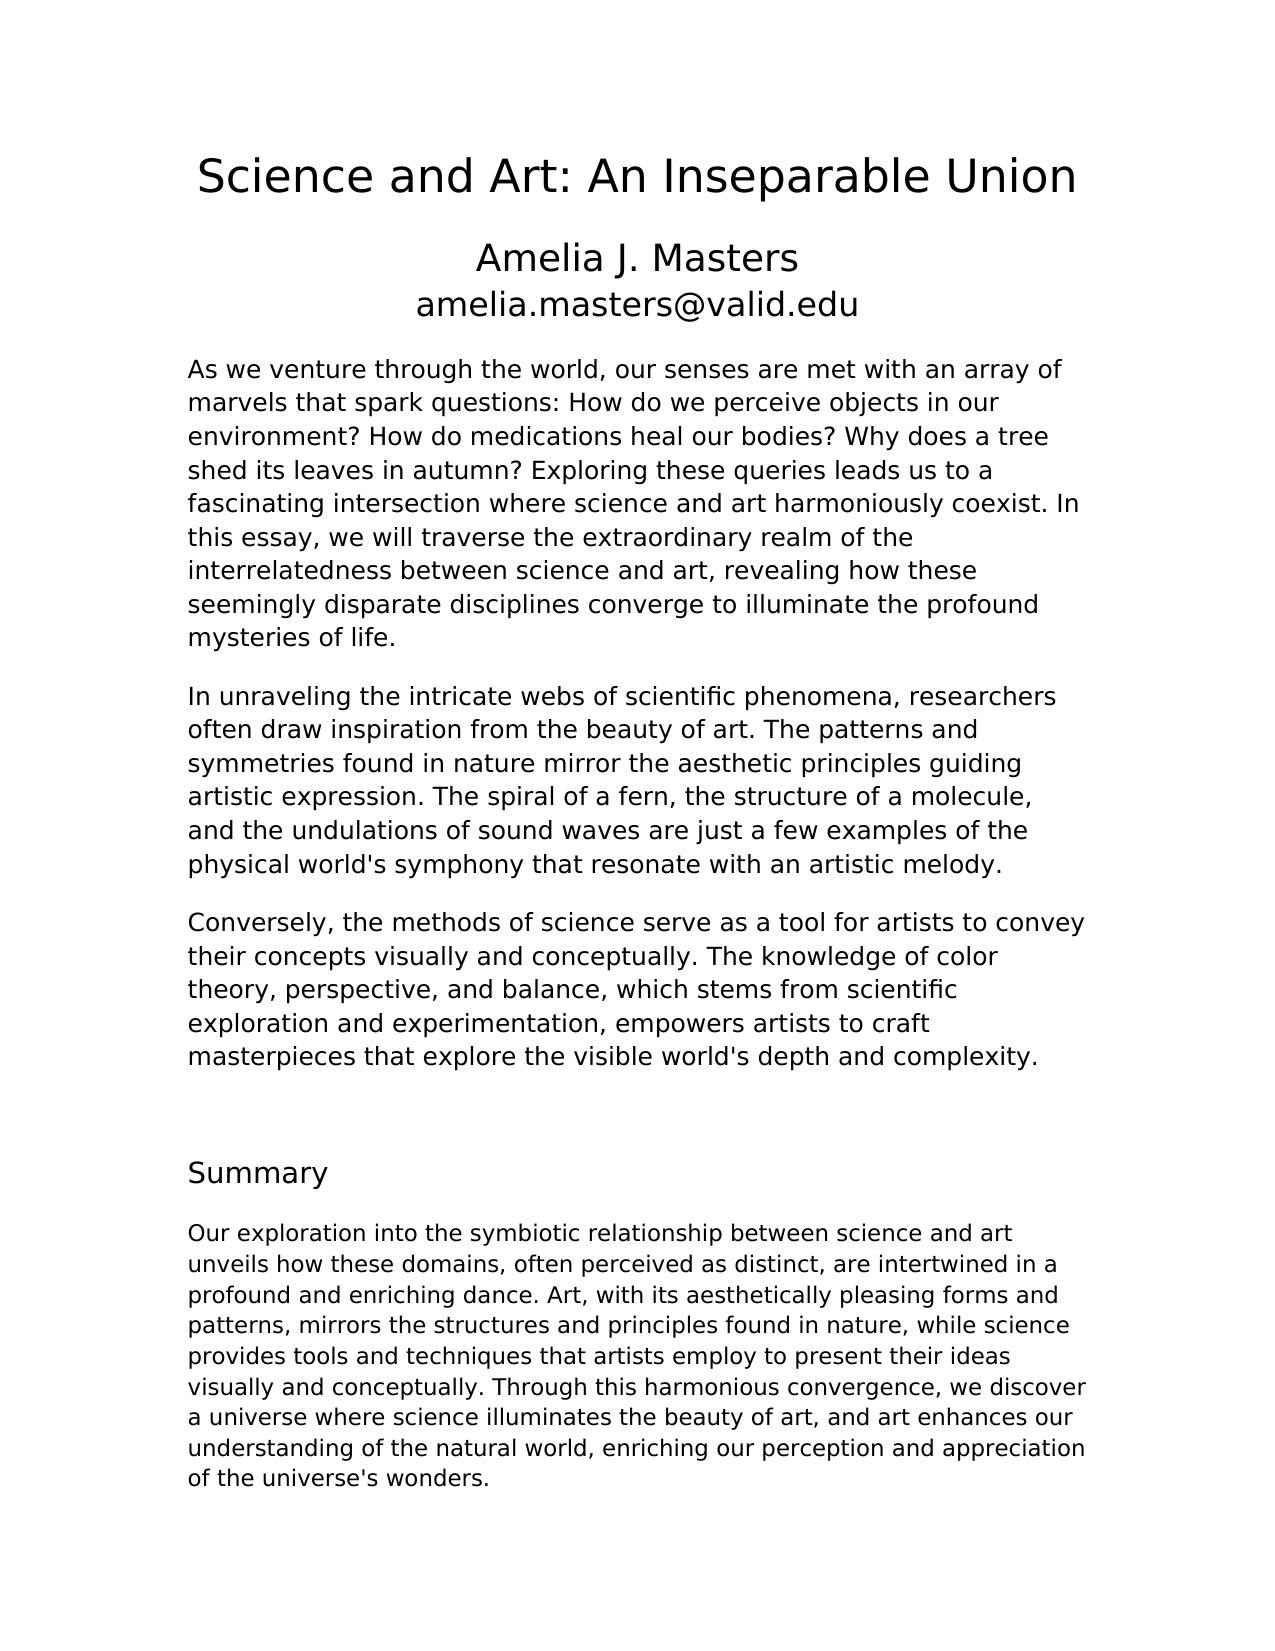 Science and Art: An Inseparable Union
Amelia J. Masters
amelia.masters@valid.edu
As we venture through the world, our senses are met with an array of
marvels that spark questions: How do we perceive objects in our
environment? How do medications heal our bodies? Why does a tree
shed its leaves in autumn? Exploring these queries leads us to a
fascinating intersection where science and art harmoniously coexist. In
this essay, we will traverse the extraordinary realm of the
interrelatedness between science and art, revealing how these
seemingly disparate disciplines converge to illuminate the profound
mysteries of life.
In unraveling the intricate webs of scientific phenomena, researchers
often draw inspiration from the beauty of art. The patterns and
symmetries found in nature mirror the aesthetic principles guiding
artistic expression. The spiral of a fern, the structure of a molecule,
and the undulations of sound waves are just a few examples of the
physical world's symphony that resonate with an artistic melody.
Conversely, the methods of science serve as a tool for artists to convey
their concepts visually and conceptually. The knowledge of color
theory, perspective, and balance, which stems from scientific
exploration and experimentation, empowers artists to craft
masterpieces that explore the visible world's depth and complexity.
Summary
Our exploration into the symbiotic relationship between science and art
unveils how these domains, often perceived as distinct, are intertwined in a
profound and enriching dance. Art, with its aesthetically pleasing forms and
patterns, mirrors the structures and principles found in nature, while science
provides tools and techniques that artists employ to present their ideas
visually and conceptually. Through this harmonious convergence, we discover
a universe where science illuminates the beauty of art, and art enhances our
understanding of the natural world, enriching our perception and appreciation
of the universe's wonders.